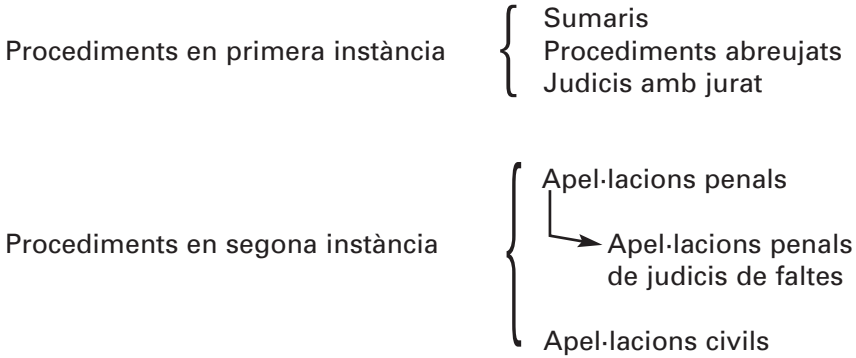 Procediments en primera instància
Sumaris
Procediments abreujats
Judicis amb jurat
Procediments en segona instància
Apel·lacions penals
Apel·lacions penals
de judicis de faltes
Apel·lacions civils